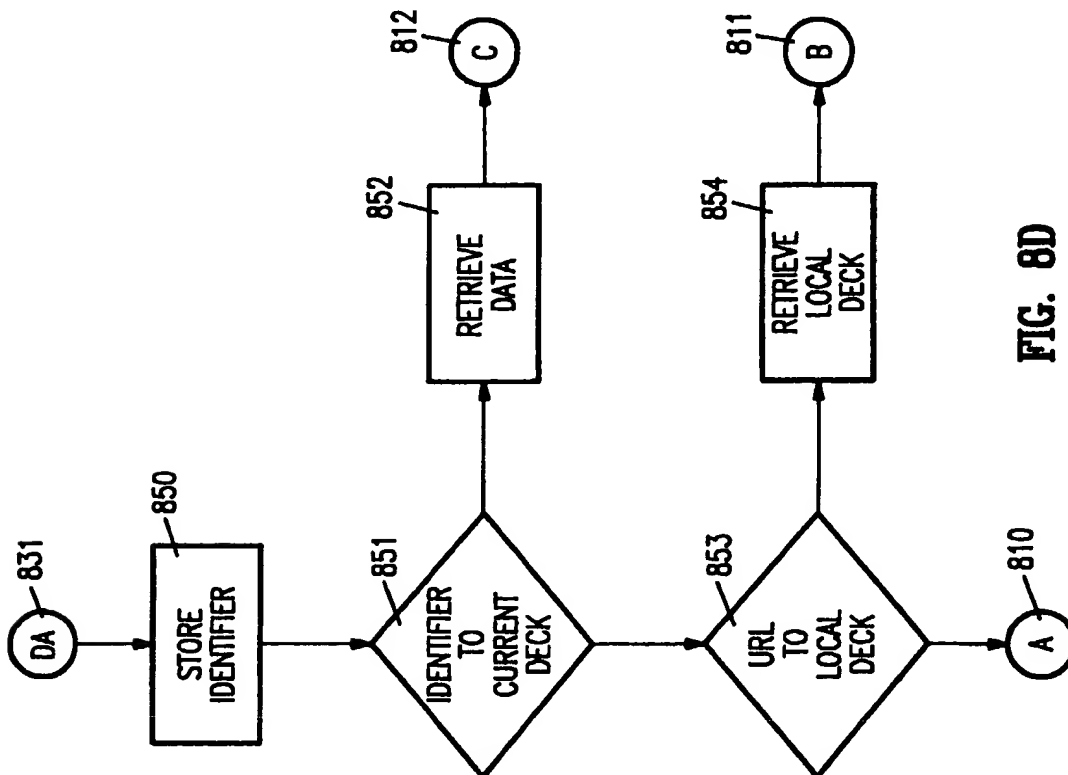 DA
831
850
STORE
IDENTIFIER
851
IDENTIFIER
TO
CURRENT
DECK
852
RETRIEVE
DATA
812
C
853
URL
TO
LOCAL
DECK
854
RETRIEVE
LOCAL
DECK
811
B
810
A
FIG. 8D